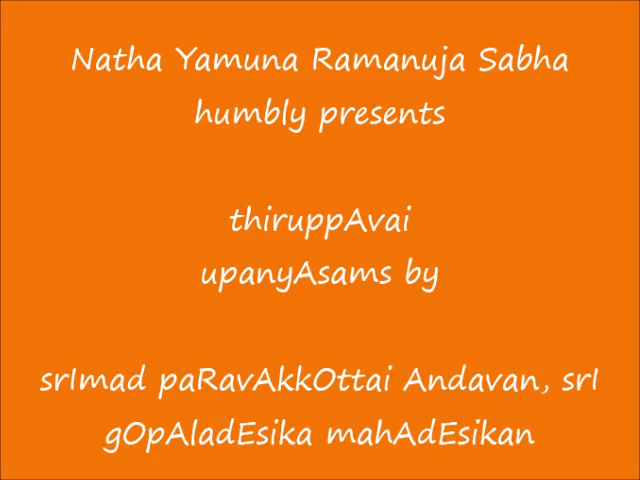 Natha Yamuna Ramanuja Sabha
humbly presents
thiruppAvai
upanyAsams by
srImad paRavAkkOttai Andavan, srI
gOpAladEsika mahAdEsikan